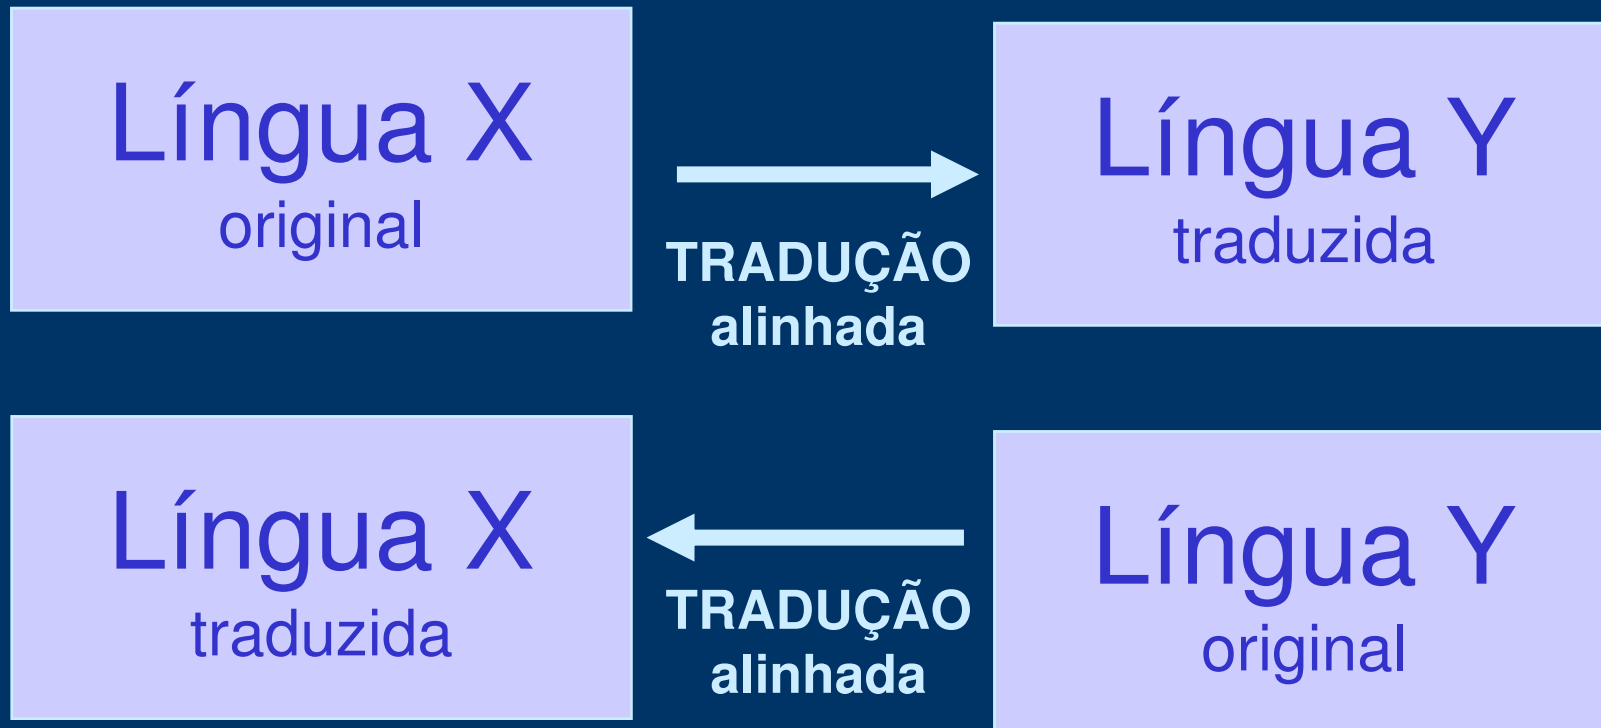 Língua X
original
TRADUÇÃO
alinhada
Língua Y
traduzida
Língua X
traduzida
TRADUÇÃO
alinhada
Língua Y
original